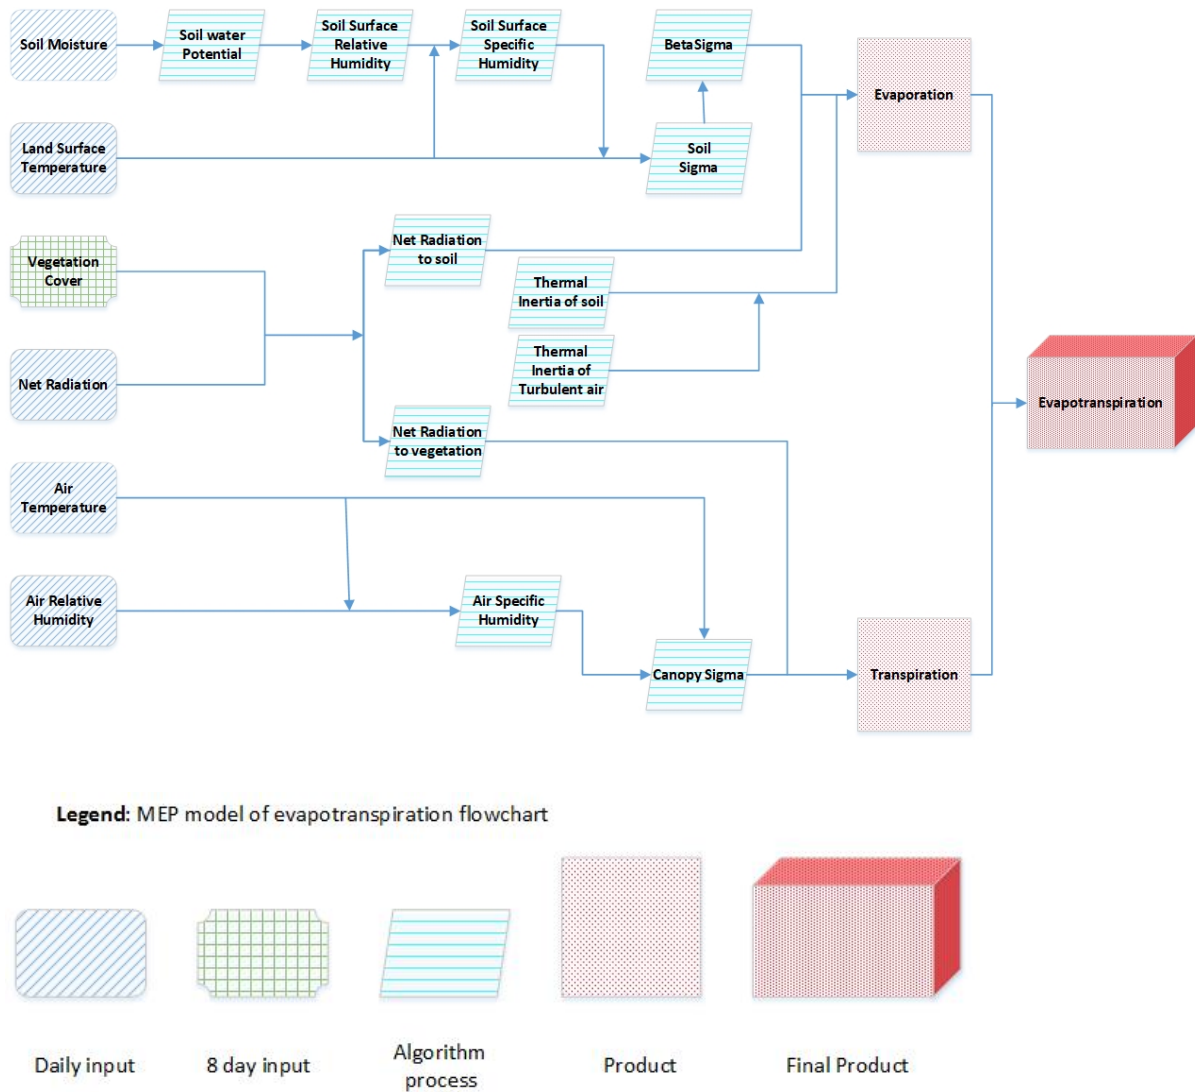 Soil Moisture
Soil water
Potential
Soil Surface
Relative
Humidity
Soil Surface
Specific
Humidity
BetaSigma
Evaporation
Land Surface
Temperature
Soil
Sigma
Vegetation
Cover
Net Radiation
to soil
Thermal
Inertia of soil
Net Radiation
Thermal
Inertia of
Turbulent air
Evapotranspiration
Net Radiation
to vegetation
Air
Temperature
Air Relative
Humidity
Air Specific
Humidity
Canopy Sigma
Transpiration
Legend: MEP model of evapotranspiration flowchart
Daily input
8 day input
Algorithm
process
Product
Final Product